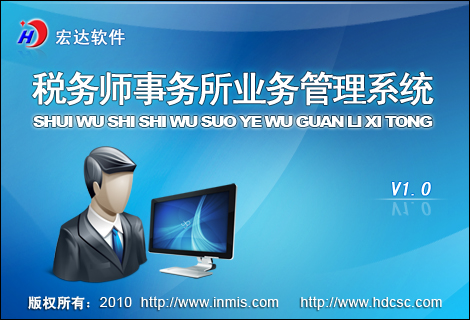 宏达软件
税务师事务所业务管理系统
SHUI WU SHI SHI WU SUO YE WU GUAN LI XI TONG
V1.0
版权所有：2010 http://www.inmis.com http://www.hdcsc.com